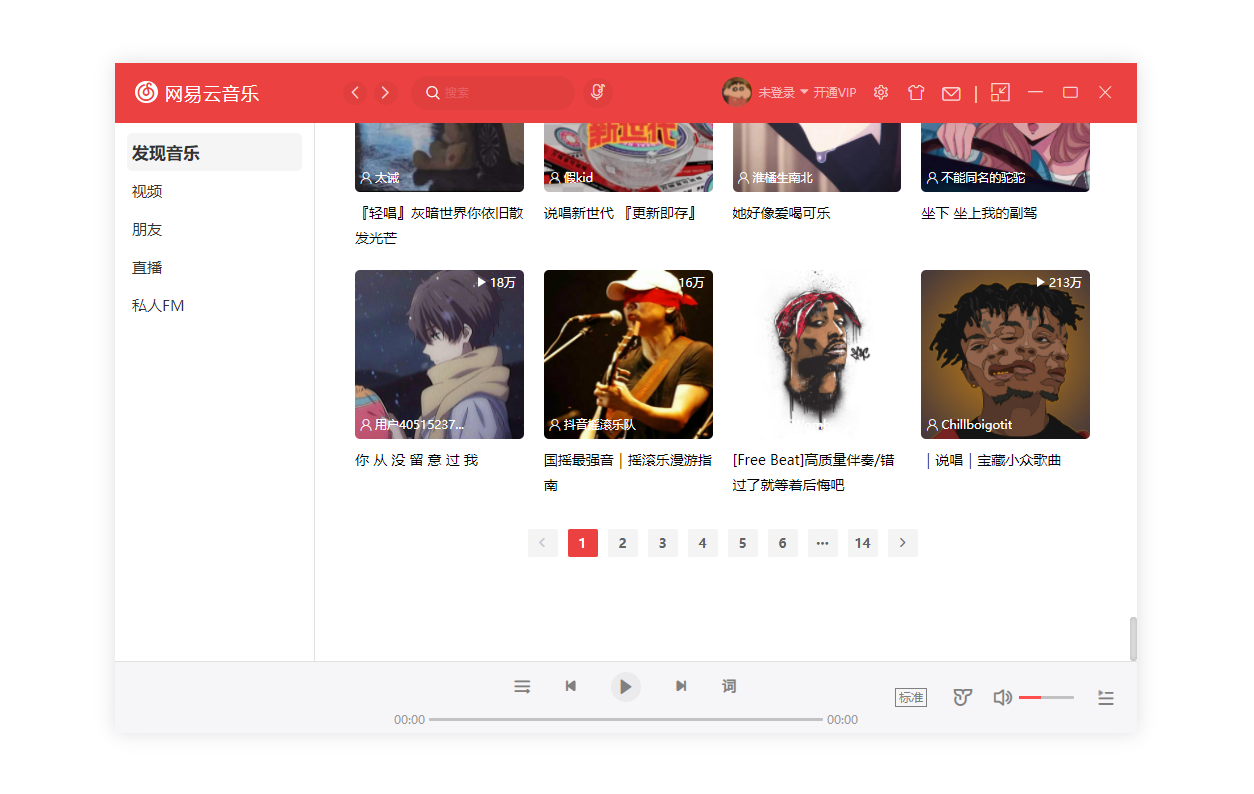 网易云音乐
搜索
未登录
开通VIP
发现音乐
视频
朋友
直播
私人FM
新世代
太诫
假kid
淮橘生南北
不能同名的驼驼
『轻唱』灰暗世界你依旧散
发光芒
说唱新世代 『更新即存』
她好像爱喝可乐
坐下 坐上我的副驾
18万
16万
213万
用户40515237...
抖音摇滚乐队
Chillboigotit
你 从 没 留 意 过 我
国摇最强音｜摇滚乐漫游指
南
[Free Beat]高质量伴奏/错
过了就等着后悔吧
｜说唱｜宝藏小众歌曲
1 2 3 4 5 6 ··· 14
词
00:00
00:00
标准